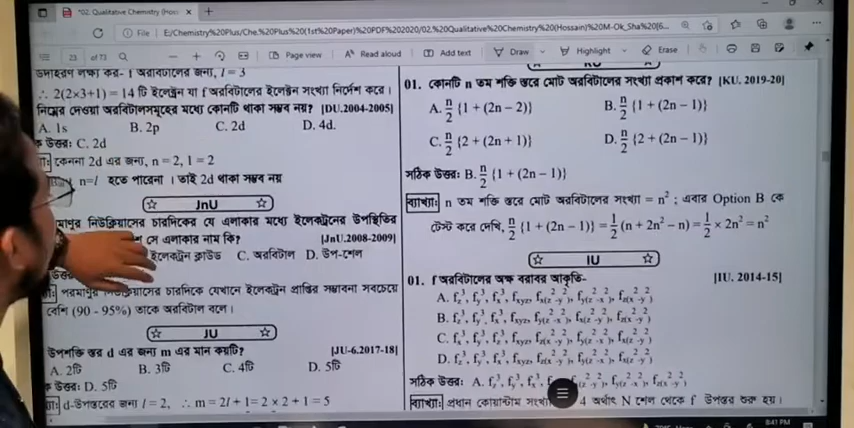 *02. Qualitative Chemistry (Hoss
File
E:/Chemistry%20Plus/Che.%20Plus%20(1st%20Paper)%20PDF%202020/02.%20Qualitative%20Chemistry%20(Hossain)%20M-Ok_Sha%20[6...
23 of 73
Page view
Read aloud
Add text
Draw
Highlight
Erase
উদাহরণ লক্ষ্য কর- f অরবিটালের জন্য, l = 3
∴ 2(2×3+1) = 14 টি ইলেক্ট্রন যা f অরবিটালের ইলেক্ট্রন সংখ্যা নির্দেশ করে।
নিম্নের দেওয়া অরবিটালসমূহের মধ্যে কোনটি থাকা সম্ভব নয়? [DU.2004-2005]
A. 1s B. 2p C. 2d D. 4d.
ক উত্তর: C. 2d
কেননা 2d এর জন্য, n = 2, l = 2
n=l হতে পারেনা । তাই 2d থাকা সম্ভব নয়
JnU
নিউক্লিয়াসের চারদিকের যে এলাকার মধ্যে ইলেকট্রনের উপস্থিতির
সে এলাকার নাম কি? [JnU.2008-2009]
ইলেকট্রন ক্লাউড C. অরবিটাল D. উপ-শেল
পরমাণুর নিউক্লিয়াসের চারদিকে যেখানে ইলেকট্রন প্রাপ্তির সম্ভাবনা সবচেয়ে
বেশি (90 - 95%) তাকে অরবিটাল বলে।
JU
উপশক্তি স্তর d এর জন্য m এর মান কয়টি? [JU-6.2017-18]
A. 2টি B. 3টি C. 4টি D. 5টি
ক উত্তর: D. 5টি
d-উপস্তরের জন্য l = 2, ∴ m = 2l + 1 = 2 × 2 + 1 = 5
01. কোনটি n তম শক্তি স্তরে মোট অরবিটালের সংখ্যা প্রকাশ করে? [KU. 2019-20]
A. n/2 {1 + (2n − 2)} B. n/2 {1 + (2n − 1)}
C. n/2 {2 + (2n + 1)} D. n/2 {2 + (2n − 1)}
সঠিক উত্তর: B. n/2 {1 + (2n − 1)}
ব্যাখ্যা: n তম শক্তি স্তরে মোট অরবিটালের সংখ্যা = n² ; এবার Option B কে
টেস্ট করে দেখি, n/2 {1 + (2n − 1)} = 1/2 (n + 2n² − n) = 1/2 × 2n² = n²
IU
01. f অরবিটালের অক্ষ বরাবর আকৃতি- [IU. 2014-15]
A.
B.
C.
D.
সঠিক উত্তর: A.
ব্যাখ্যা: প্রধান কোয়ান্টাম সংখ্যা 4 অর্থাৎ N শেল থেকে f উপস্তর শুরু হয়।
8:41 PM